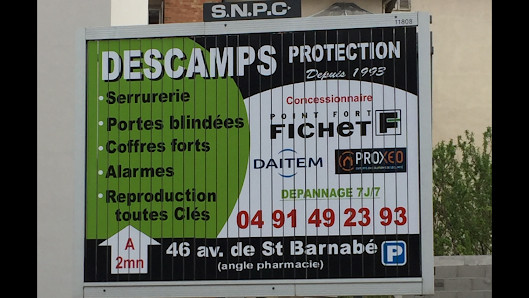 S.N.P.C
11808
DESCAMPS PROTECTION
Depuis 1993
• Serrurerie
• Portes blindées
• Coffres forts
• Alarmes
• Reproduction
toutes Clés
Concessionnaire
POINT FORT
FICHET F
DAITEM
PROXEO
DEPANNAGE 7J/7
04 91 49 23 93
A
2mn
46 av. de St Barnabé
(angle pharmacie)
P